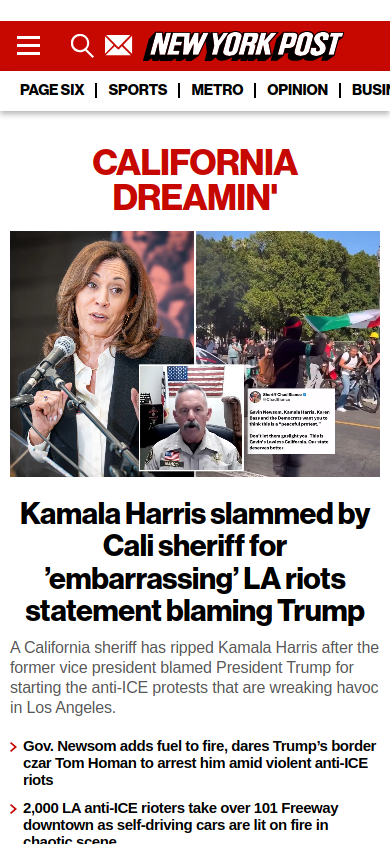 NEW YORK POST
PAGE SIX
SPORTS
METRO
OPINION
BUSIN
CALIFORNIA
DREAMIN'
Sheriff Chad Bianco
@ChadBianco
Gavin Newsom, Kamala Harris, Karen
Bass and the Democrats want you to
think this is a "peaceful protest."
Don't let them gaslight you. This is
Gavin's Lawless California. Our state
deserves better
Kamala Harris slammed by
Cali sheriff for
’embarrassing’ LA riots
statement blaming Trump
A California sheriff has ripped Kamala Harris after the
former vice president blamed President Trump for
starting the anti-ICE protests that are wreaking havoc
in Los Angeles.
Gov. Newsom adds fuel to fire, dares Trump’s border
czar Tom Homan to arrest him amid violent anti-ICE
riots
2,000 LA anti-ICE rioters take over 101 Freeway
downtown as self-driving cars are lit on fire in
chaotic scene